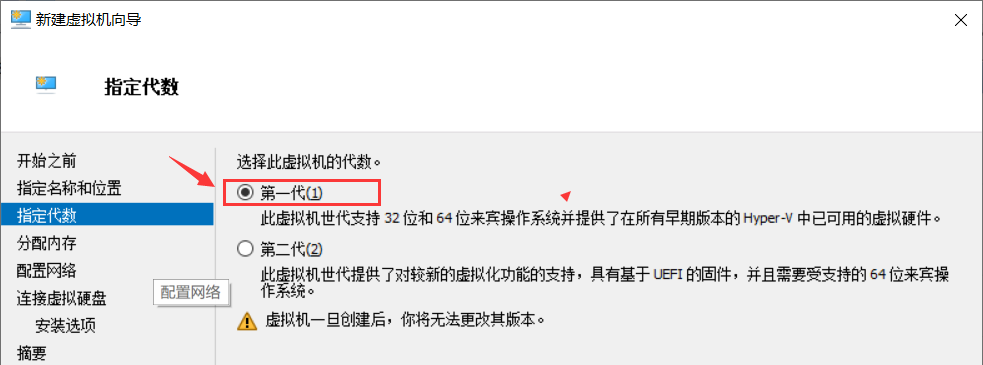 新建虚拟机向导
指定代数
开始之前
指定名称和位置
指定代数
分配内存
配置网络
连接虚拟硬盘
安装选项
摘要
配置网络
选择此虚拟机的代数。
第一代(1)
此虚拟机世代支持 32 位和 64 位来宾操作系统并提供了在所有早期版本的 Hyper-V 中已可用的虚拟硬件。
第二代(2)
此虚拟机世代提供了对较新的虚拟化功能的支持，具有基于 UEFI 的固件，并且需要受支持的 64 位来宾操
作系统。
虚拟机一旦创建后，你将无法更改其版本。